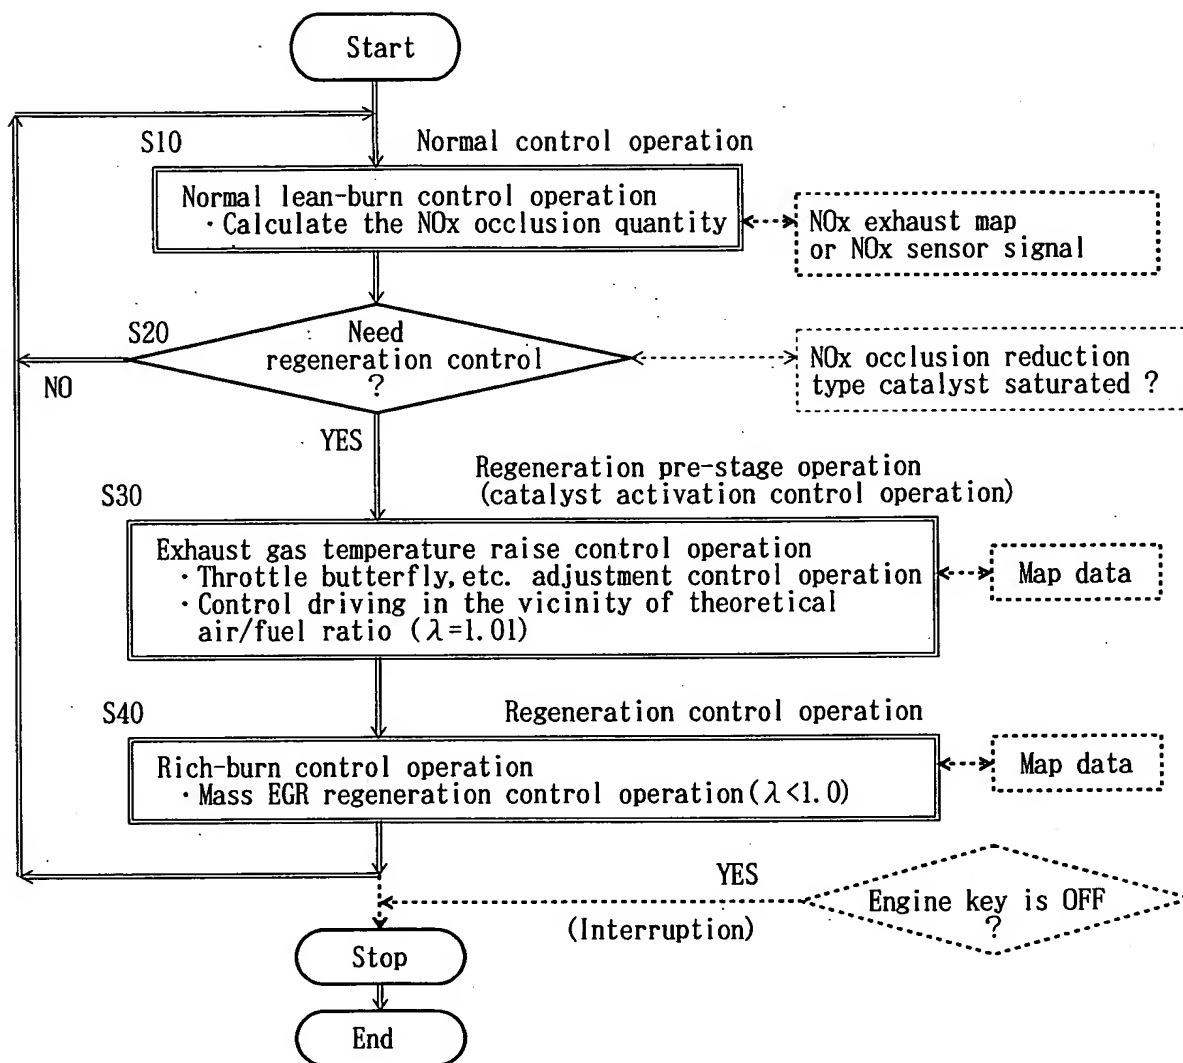 Start
S10
Normal control operation
Normal lean-burn control operation
・Calculate the NOx occlusion quantity
NOx exhaust map
or NOx sensor signal
S20
Need
regeneration control
?
NO
YES
NOx occlusion reduction
type catalyst saturated ?
Regeneration pre-stage operation
(catalyst activation control operation)
S30
Exhaust gas temperature raise control operation
・Throttle butterfly, etc. adjustment control operation
・Control driving in the vicinity of theoretical
air/fuel ratio (λ=1.01)
Map data
S40
Regeneration control operation
Rich-burn control operation
・Mass EGR regeneration control operation(λ<1.0)
Map data
YES
(Interruption)
Engine key is OFF
?
Stop
End